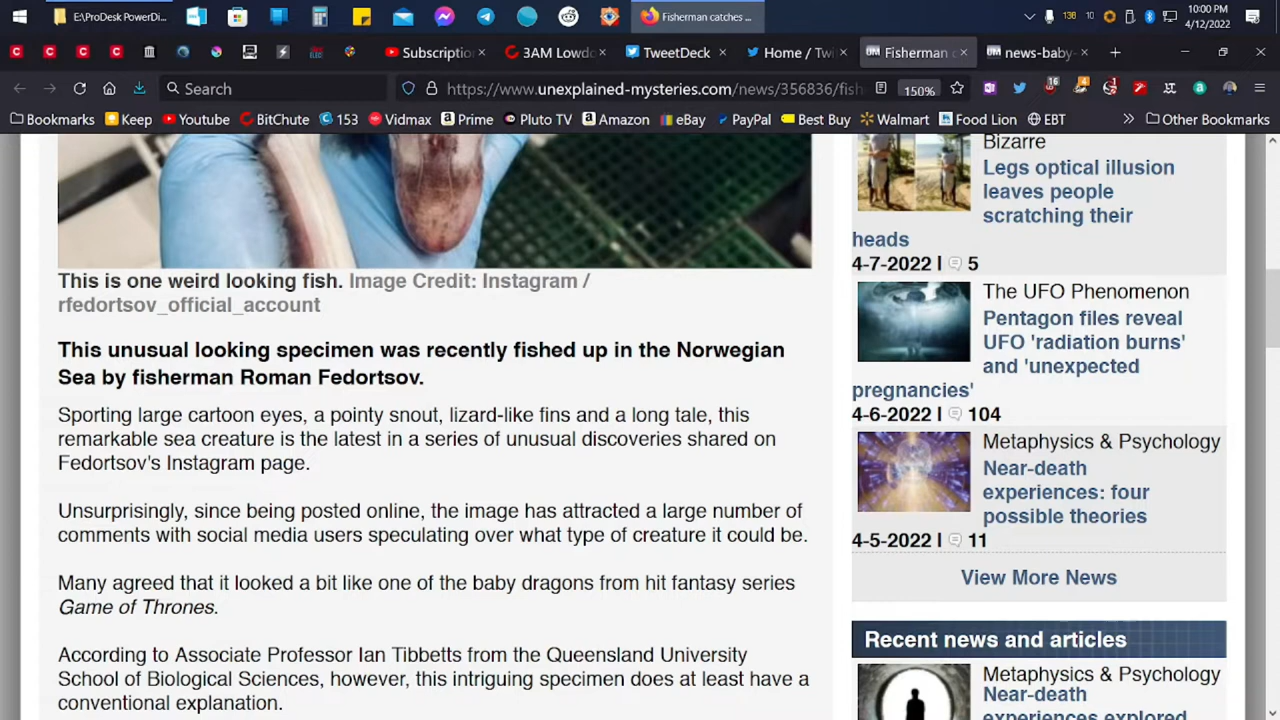 E:\ProDesk PowerDi...
Fisherman catches ...
138
10
10:00 PM
4/12/2022
Subscription
3AM Lowdo
TweetDeck
Home / Twi
Fisherman c
news-baby-
Search
https://www.unexplained-mysteries.com/news/356836/fish
150%
16
4
Bookmarks
Keep
Youtube
BitChute
153
Vidmax
Prime
Pluto TV
Amazon
eBay
PayPal
Best Buy
Walmart
Food Lion
EBT
Other Bookmarks
This is one weird looking fish. Image Credit: Instagram /
rfedortsov_official_account
This unusual looking specimen was recently fished up in the Norwegian
Sea by fisherman Roman Fedortsov.
Sporting large cartoon eyes, a pointy snout, lizard-like fins and a long tale, this
remarkable sea creature is the latest in a series of unusual discoveries shared on
Fedortsov's Instagram page.
Unsurprisingly, since being posted online, the image has attracted a large number of
comments with social media users speculating over what type of creature it could be.
Many agreed that it looked a bit like one of the baby dragons from hit fantasy series
Game of Thrones.
According to Associate Professor Ian Tibbetts from the Queensland University
School of Biological Sciences, however, this intriguing specimen does at least have a
conventional explanation.
Bizarre
Legs optical illusion
leaves people
scratching their
heads
4-7-2022 | 5
The UFO Phenomenon
Pentagon files reveal
UFO 'radiation burns'
and 'unexpected
pregnancies'
4-6-2022 | 104
Metaphysics & Psychology
Near-death
experiences: four
possible theories
4-5-2022 | 11
View More News
Recent news and articles
Metaphysics & Psychology
Near-death
experiences explored